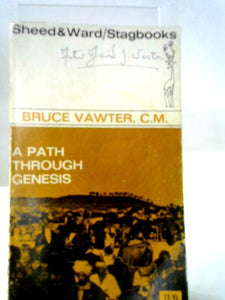 Sheed & Ward/Stagbooks
BRUCE VAWTER, C.M.
A PATH
THROUGH
GENESIS